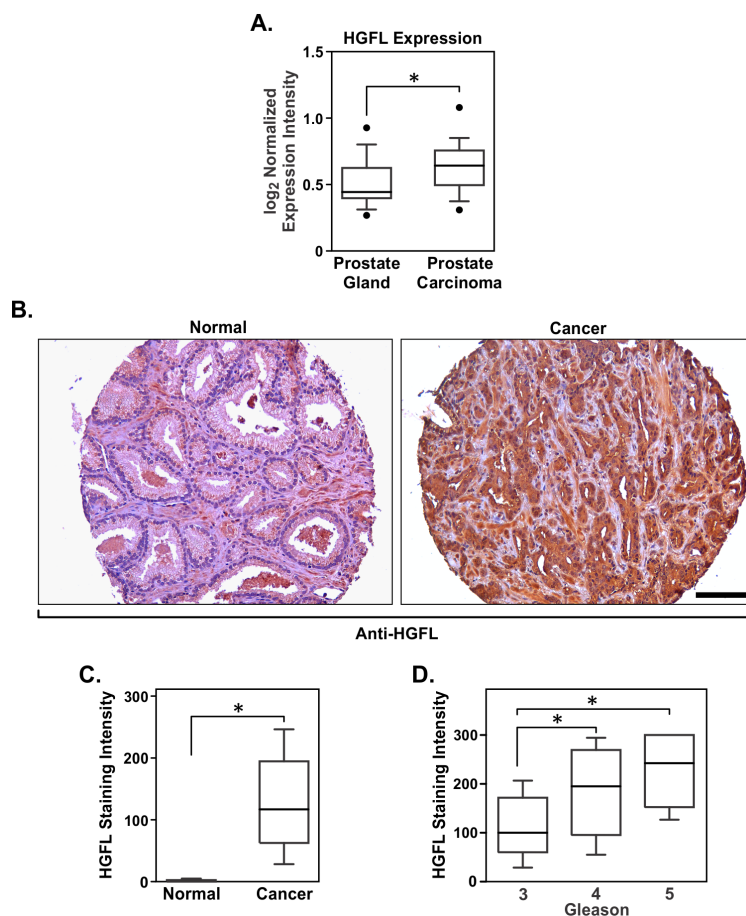 A.
HGFL Expression
log2 Normalized
Expression Intensity
1.5
1.0
0.5
0
*
Prostate
Gland
Prostate
Carcinoma
B.
Normal
Cancer
Anti-HGFL
C.
HGFL Staining Intensity
300
200
100
0
*
Normal
Cancer
D.
HGFL Staining Intensity
300
200
100
0
*
*
3
4
5
Gleason